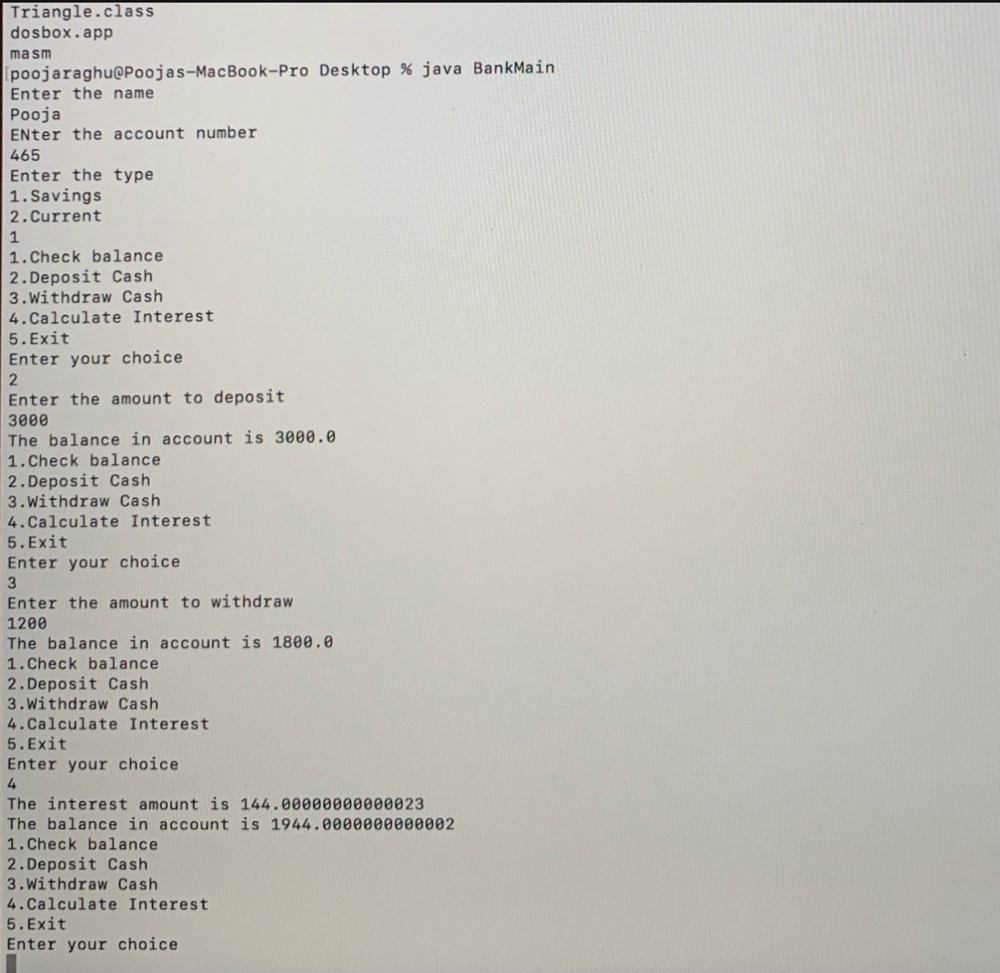 Triangle.class
dosbox.app
masm
[poojaraghu@Poojas-MacBook-Pro Desktop % java BankMain
Enter the name
Pooja
ENter the account number
465
Enter the type
1.Savings
2.Current
1
1.Check balance
2.Deposit Cash
3.Withdraw Cash
4.Calculate Interest
5.Exit
Enter your choice
2
Enter the amount to deposit
3000
The balance in account is 3000.0
1.Check balance
2.Deposit Cash
3.Withdraw Cash
4.Calculate Interest
5.Exit
Enter your choice
3
Enter the amount to withdraw
1200
The balance in account is 1800.0
1.Check balance
2.Deposit Cash
3.Withdraw Cash
4.Calculate Interest
5.Exit
Enter your choice
4
The interest amount is 144.00000000000023
The balance in account is 1944.0000000000002
1.Check balance
2.Deposit Cash
3.Withdraw Cash
4.Calculate Interest
5.Exit
Enter your choice